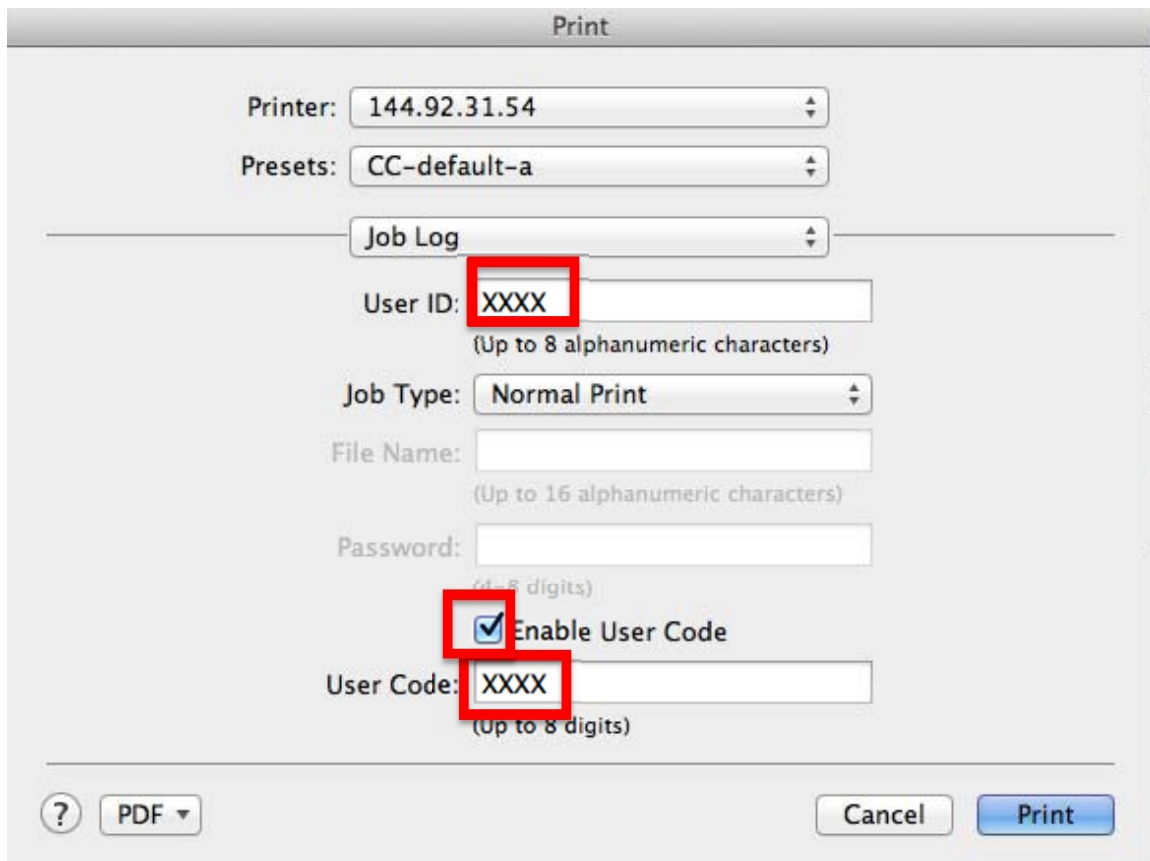 Print
Printer: 144.92.31.54
Presets: CC-default-a
Job Log
User ID: XXXX
(Up to 8 alphanumeric characters)
Job Type: Normal Print
File Name:
(Up to 16 alphanumeric characters)
Password:
(4-8 digits)
Enable User Code
User Code: XXXX
(Up to 8 digits)
? PDF Cancel Print